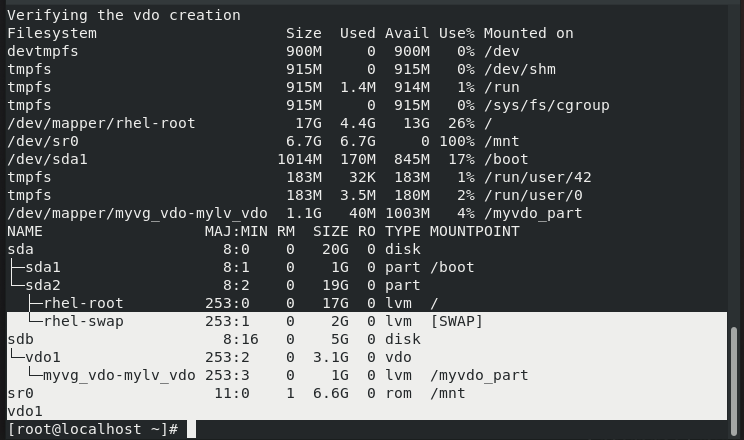 Verifying the vdo creation
Filesystem                     Size  Used Avail Use% Mounted on
devtmpfs                       900M     0  900M   0% /dev
tmpfs                          915M     0  915M   0% /dev/shm
tmpfs                          915M  1.4M  914M   1% /run
tmpfs                          915M     0  915M   0% /sys/fs/cgroup
/dev/mapper/rhel-root           17G  4.4G   13G  26% /
/dev/sr0                       6.7G  6.7G     0 100% /mnt
/dev/sda1                     1014M  170M  845M  17% /boot
tmpfs                          183M   32K  183M   1% /run/user/42
tmpfs                          183M  3.5M  180M   2% /run/user/0
/dev/mapper/myvg_vdo-mylv_vdo  1.1G   40M 1003M   4% /myvdo_part
NAME                  MAJ:MIN RM  SIZE RO TYPE MOUNTPOINT
sda                     8:0    0   20G  0 disk
├─sda1                  8:1    0    1G  0 part /boot
└─sda2                  8:2    0   19G  0 part
  ├─rhel-root         253:0    0   17G  0 lvm  /
  └─rhel-swap         253:1    0    2G  0 lvm  [SWAP]
sdb                     8:16   0    5G  0 disk
└─vdo1                253:2    0  3.1G  0 vdo
  └─myvg_vdo-mylv_vdo 253:3    0    1G  0 lvm  /myvdo_part
sr0                    11:0    1  6.6G  0 rom  /mnt
vdo1
[root@localhost ~]#